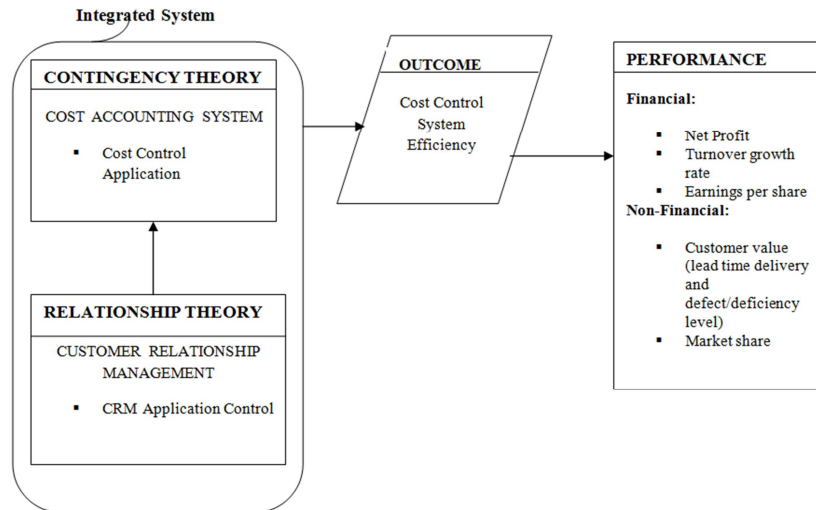 Integrated System
CONTINGENCY THEORY
COST ACCOUNTING SYSTEM
▪ Cost Control
Application
RELATIONSHIP THEORY
CUSTOMER RELATIONSHIP
MANAGEMENT
▪ CRM Application Control
OUTCOME
Cost Control
System
Efficiency
PERFORMANCE
Financial:
▪ Net Profit
▪ Turnover growth
rate
▪ Earnings per share
Non-Financial:
▪ Customer value
(lead time delivery
and
defect/deficiency
level)
▪ Market share